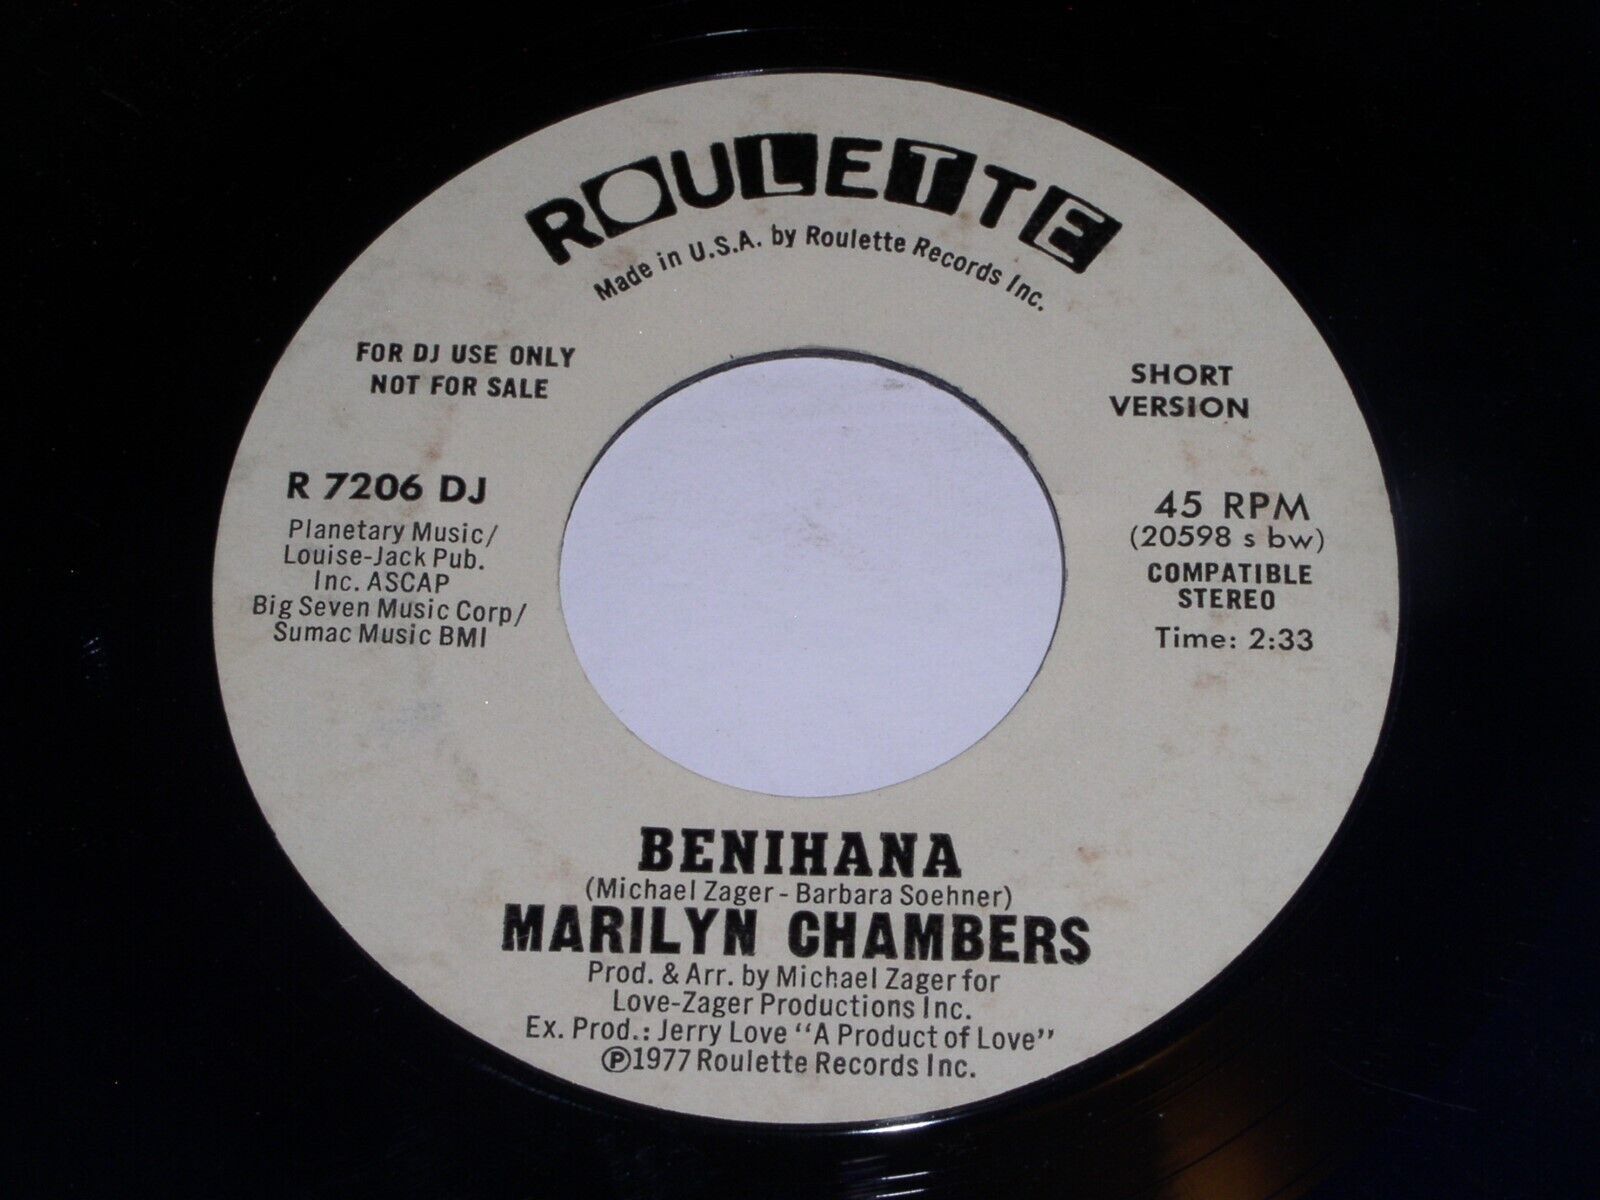 ROULETTE
Made in U.S.A. by Roulette Records Inc.
FOR DJ USE ONLY
NOT FOR SALE
SHORT
VERSION
R 7206 DJ
Planetary Music/
Louise-Jack Pub.
Inc. ASCAP
Big Seven Music Corp/
Sumac Music BMI
45 RPM
(20598 s bw)
COMPATIBLE
STEREO
Time: 2:33
BENIHANA
(Michael Zager - Barbara Soehner)
MARILYN CHAMBERS
Prod. & Arr. by Michael Zager for
Love-Zager Productions Inc.
Ex. Prod.: Jerry Love "A Product of Love"
Ⓟ1977 Roulette Records Inc.